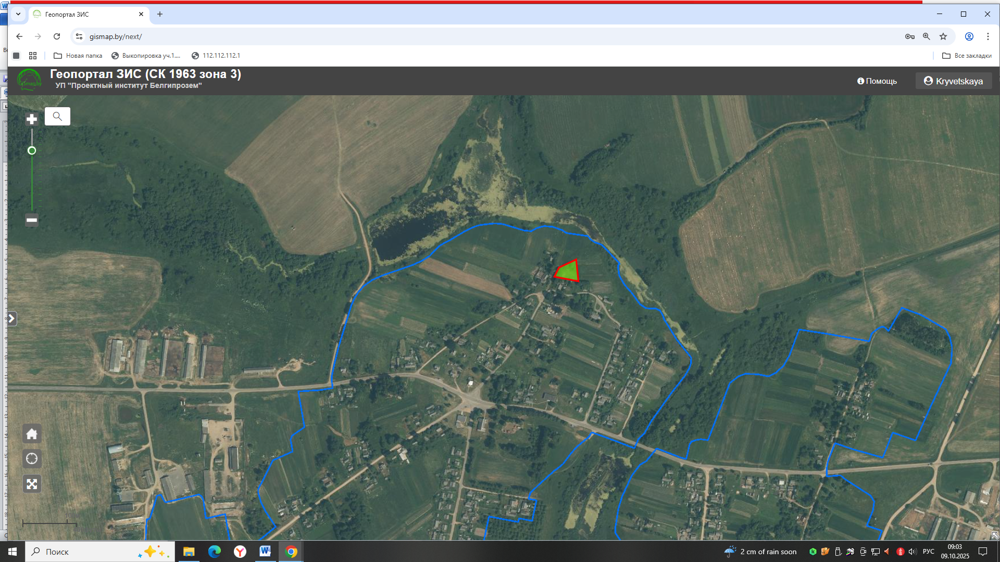 Геопортал ЗИС
gismap.by/next/
Новая папка
Выкопировка уч.1....
112.112.112.1
Все закладки
GISmap.by
Геопортал ЗИС (СК 1963 зона 3)
УП "Проектный институт Белгипрозем"
Помощь
Kryvetskaya
Поиск
2 cm of rain soon
РУС
09:03
09.10.2025